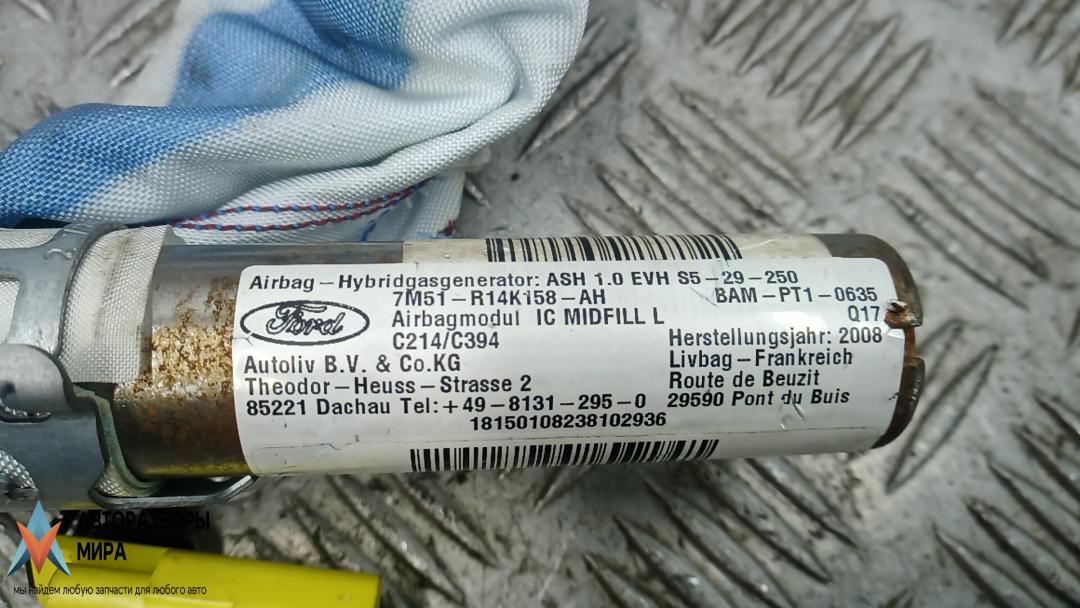 Airbag-Hybridgasgenerator: ASH 1.0 EVH S5-29-250
7M51-R14K158-AH BAM-PT1-0635
Ford Airbagmodul IC MIDFILL L Q17
C214/C394 Herstellungsjahr: 2008
Autoliv B.V. & Co.KG Livbag-Frankreich
Theodor-Heuss-Strasse 2 Route de Beuzit
85221 Dachau Tel:+49-8131-295-0 29590 Pont du Buis
18150108238102936
АВТОРАЗБОРЫ
МИРА
мы найдем любую запчасти для любого авто